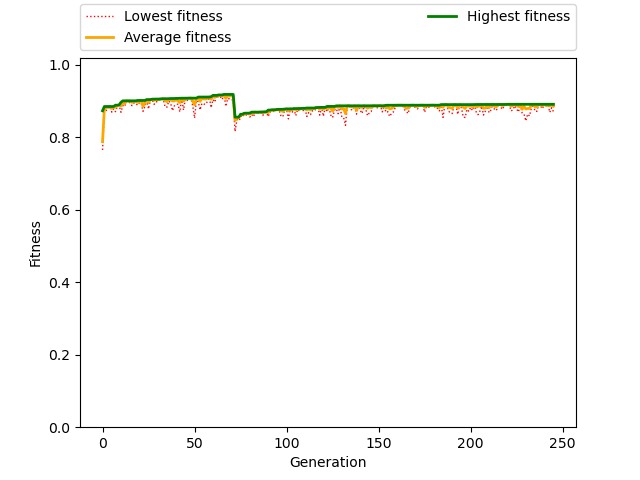 Lowest fitness
Average fitness
Highest fitness
1.0
0.8
0.6
0.4
0.2
0.0
Fitness
0 50 100 150 200 250
Generation